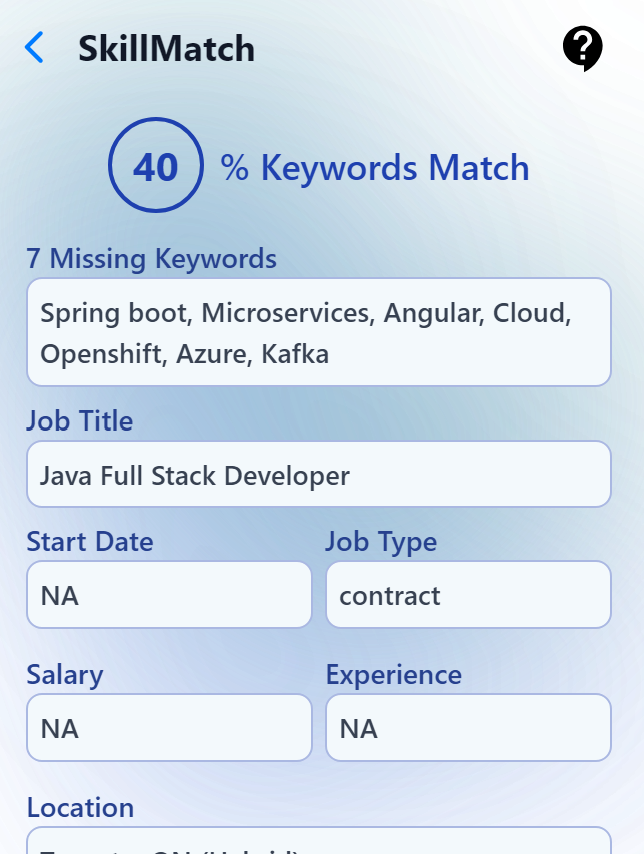 SkillMatch
40 % Keywords Match
7 Missing Keywords
Spring boot, Microservices, Angular, Cloud,
Openshift, Azure, Kafka
Job Title
Java Full Stack Developer
Start Date Job Type
NA contract
Salary Experience
NA NA
Location